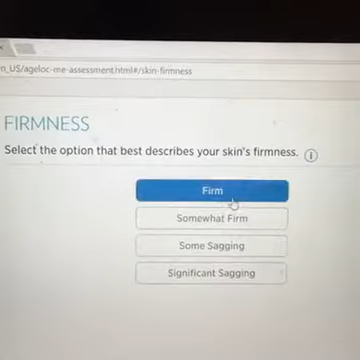 n_US/ageloc-me-assessment.html#/skin-firmness
FIRMNESS
Select the option that best describes your skin's firmness.
Firm
Somewhat Firm
Some Sagging
Significant Sagging